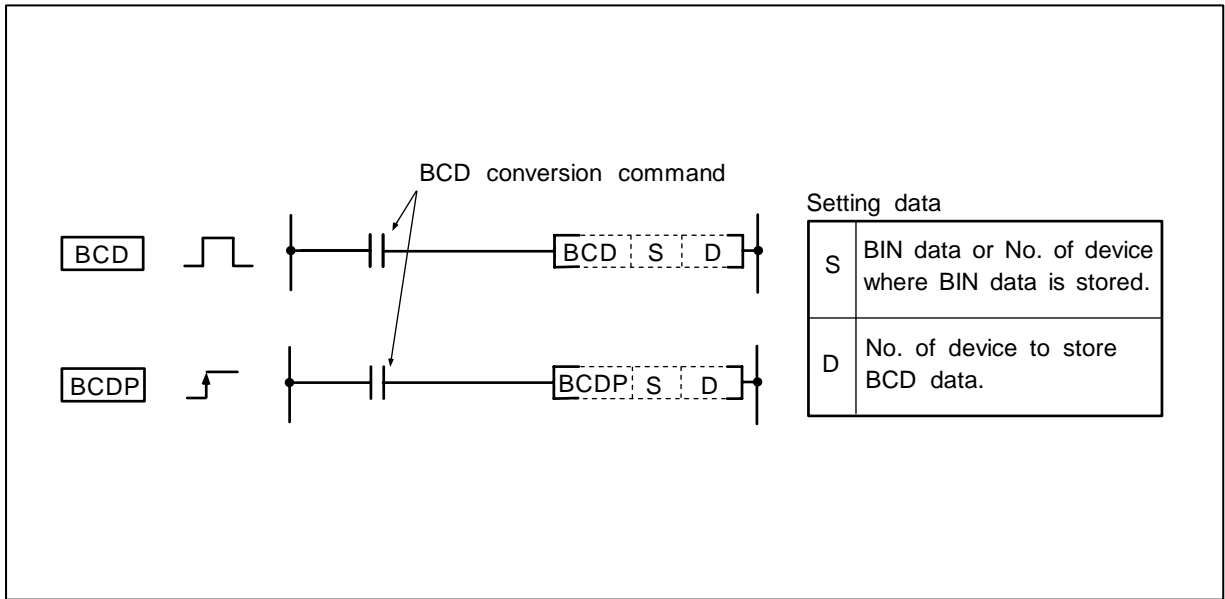 BCD conversion command
BCD
BCD S D
BCDP
BCDP S D
Setting data
S BIN data or No. of device
where BIN data is stored.
D No. of device to store
BCD data.